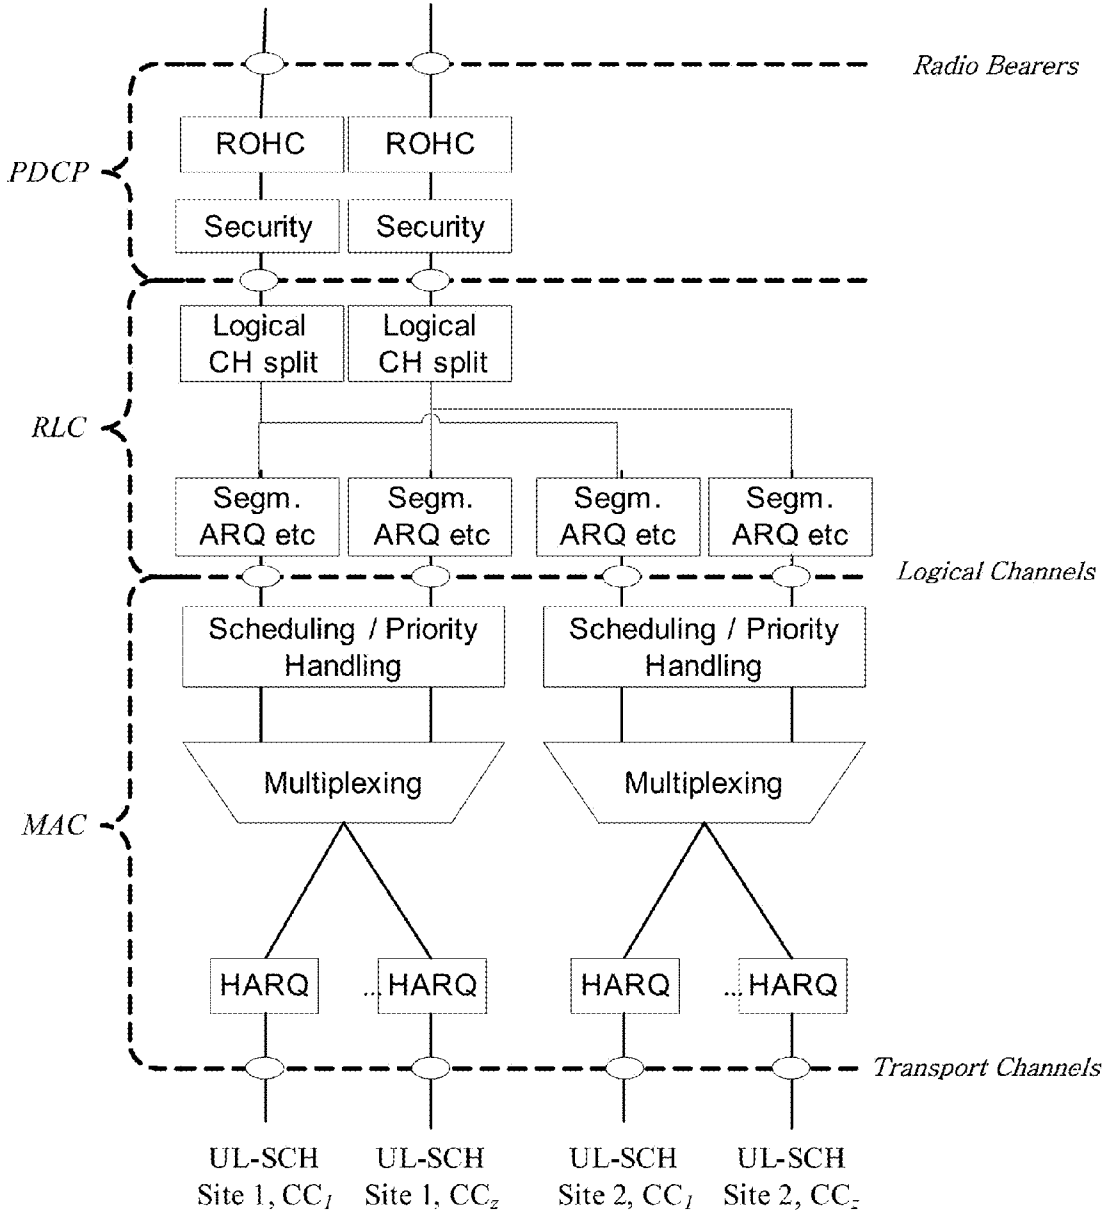 Radio Bearers
ROHC ROHC
PDCP
Security Security
Logical CH split Logical CH split
RLC
Segm. ARQ etc Segm. ARQ etc Segm. ARQ etc Segm. ARQ etc
Logical Channels
Scheduling / Priority Handling Scheduling / Priority Handling
Multiplexing Multiplexing
MAC
HARQ ...HARQ HARQ ...HARQ
Transport Channels
UL-SCH UL-SCH UL-SCH UL-SCH
Site 1, CC1 Site 1, CCz Site 2, CC1 Site 2, CCz